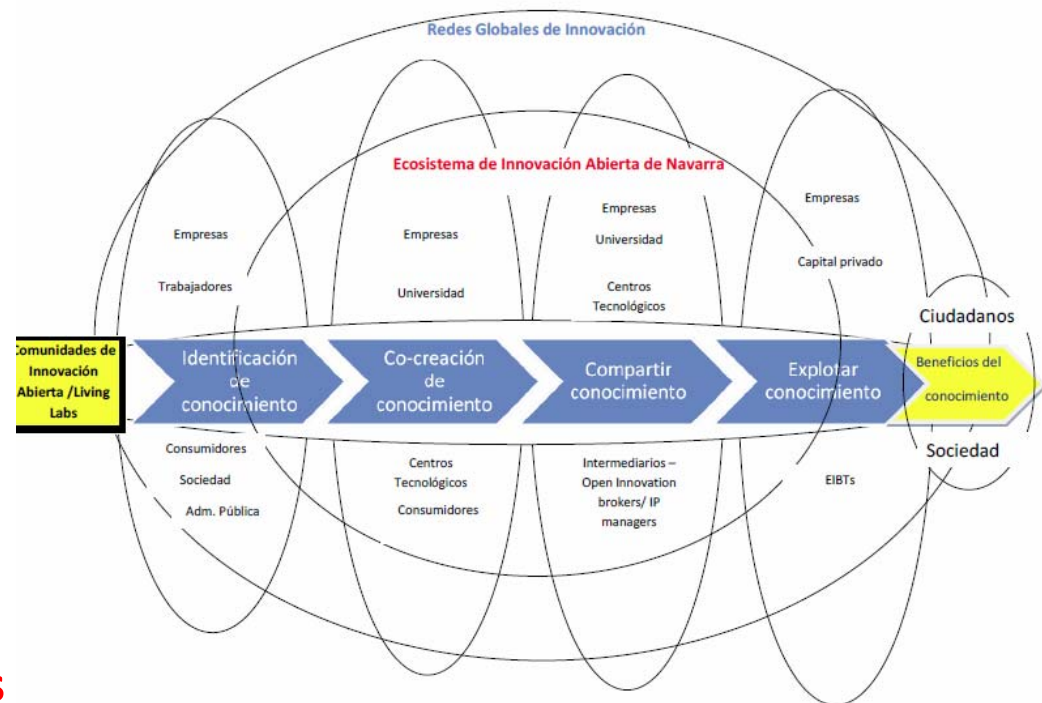 Redes Globales de Innovación
Ecosistema de Innovación Abierta de Navarra
Empresas
Trabajadores
Empresas
Universidad
Empresas
Universidad
Centros
Tecnológicos
Empresas
Capital privado
Ciudadanos
Comunidades de
Innovación
Abierta /Living
Labs
Identificación
de
conocimiento
Co-creación
de
conocimiento
Compartir
conocimiento
Explotar
conocimiento
Beneficios del
conocimiento
Consumidores
Sociedad
Adm. Pública
Centros
Tecnológicos
Consumidores
Intermediarios –
Open Innovation
brokers/ IP
managers
EIBTs
Sociedad
s